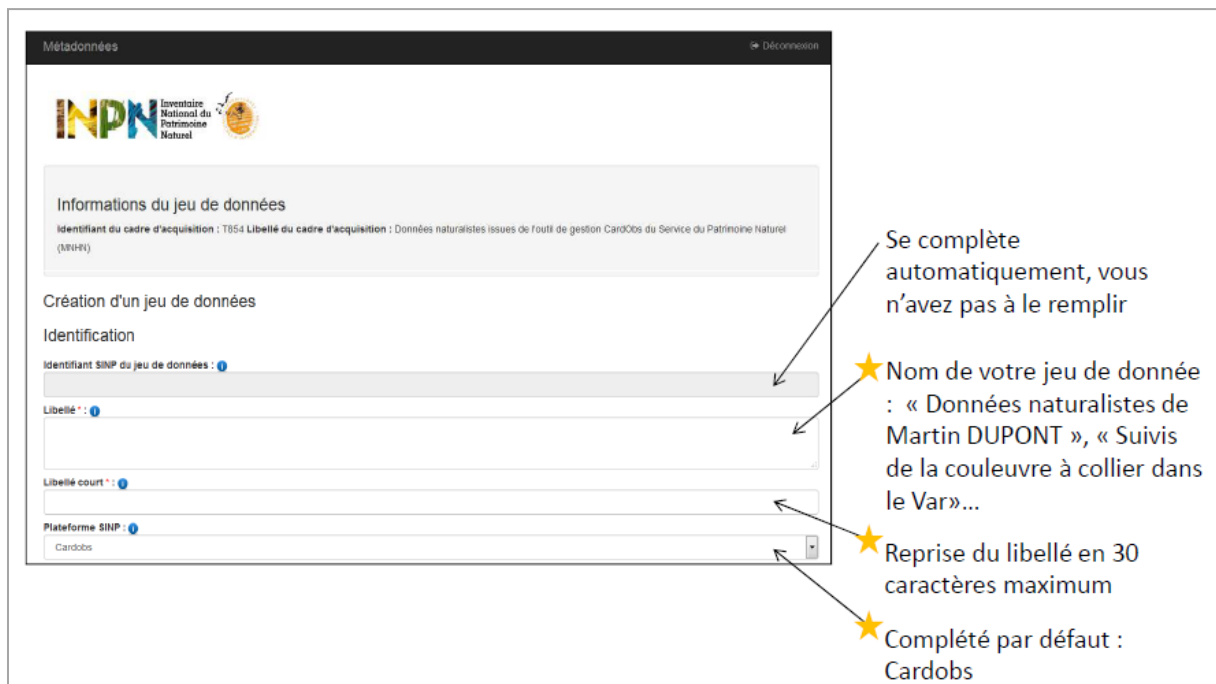 Métadonnées
Déconnexion
INPN
Inventaire
National du
Patrimoine
Naturel
Informations du jeu de données
Identifiant du cadre d'acquisition : T854 Libellé du cadre d'acquisition : Données naturalistes issues de l'outil de gestion CardObs du Service du Patrimoine Naturel
(MNHN)
Création d'un jeu de données
Identification
Identifiant SINP du jeu de données : i
Libellé * : i
Libellé court * : i
Plateforme SINP : i
Cardobs
Se complète
automatiquement, vous
n'avez pas à le remplir
Nom de votre jeu de donnée
: « Données naturalistes de
Martin DUPONT », « Suivis
de la couleuvre à collier dans
le Var»...
Reprise du libellé en 30
caractères maximum
Complété par défaut :
Cardobs